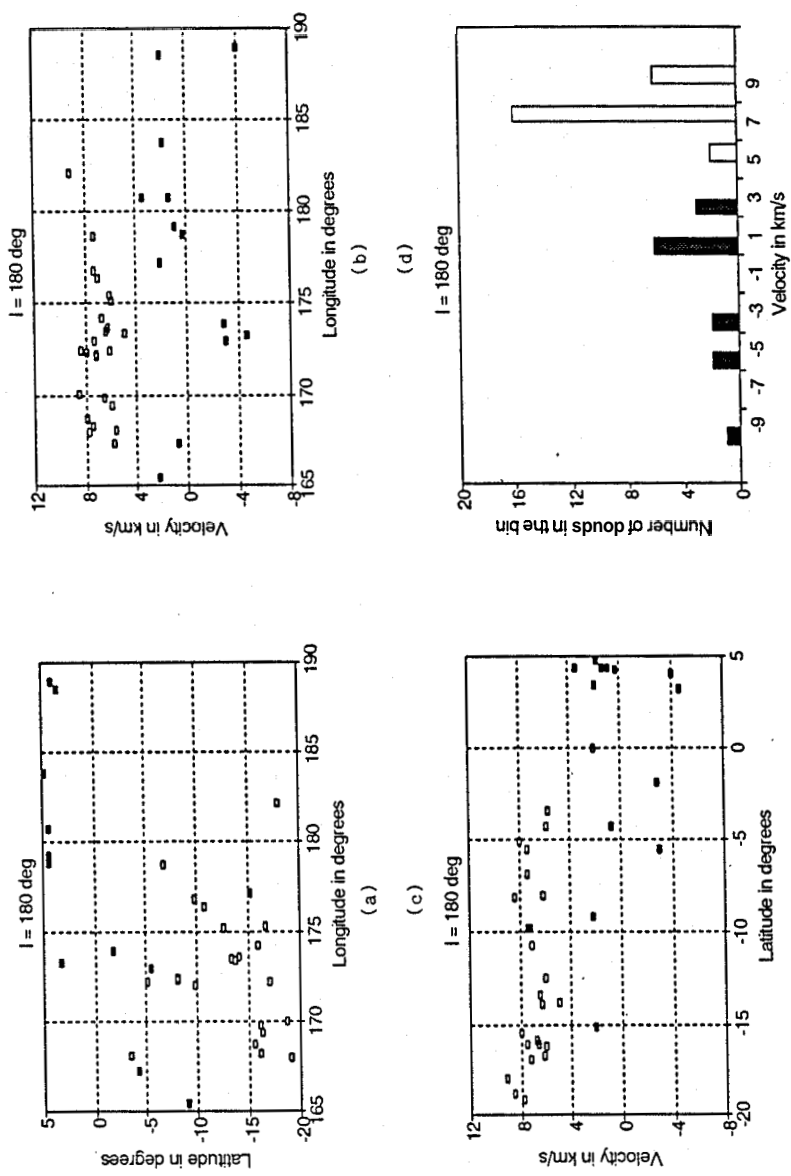 l = 180 deg
5
0
-5
-10
-15
-20
Latitude in degrees
165 170 175 180 185 190
Longitude in degrees
(a)
l = 180 deg
12
8
4
0
-4
-8
Velocity in km/s
165 170 175 180 185 190
Longitude in degrees
(b)
l = 180 deg
12
8
4
0
-4
-8
Velocity in km/s
-20 -15 -10 -5 0 5
Latitude in degrees
(c)
l = 180 deg
20
16
12
8
4
0
Number of clouds in the bin
-9 -7 -5 -3 -1 1 3 5 7 9
Velocity in km/s
(d)